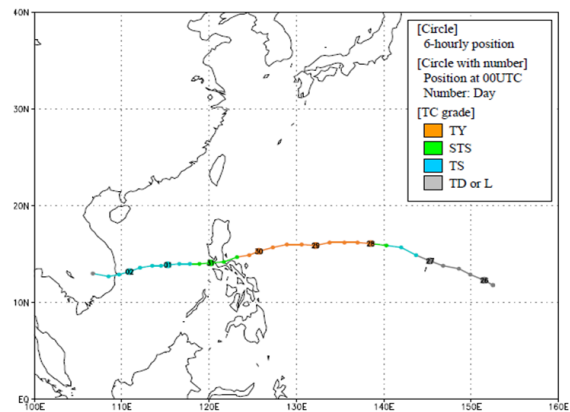 40N
[Circle]
6-hourly position
[Circle with number]
Position at 00UTC
Number: Day
[TC grade]
TY
STS
TS
TD or L
30N
20N
02 01 31 30 29 28 27 26
10N
EQ
100E 110E 120E 130E 140E 150E 160E